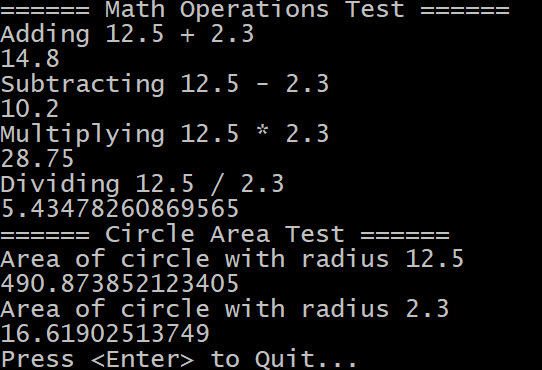 ====== Math Operations Test ======
Adding 12.5 + 2.3
14.8
Subtracting 12.5 - 2.3
10.2
Multiplying 12.5 * 2.3
28.75
Dividing 12.5 / 2.3
5.43478260869565
====== Circle Area Test ======
Area of circle with radius 12.5
490.873852123405
Area of circle with radius 2.3
16.61902513749
Press <Enter> to Quit...